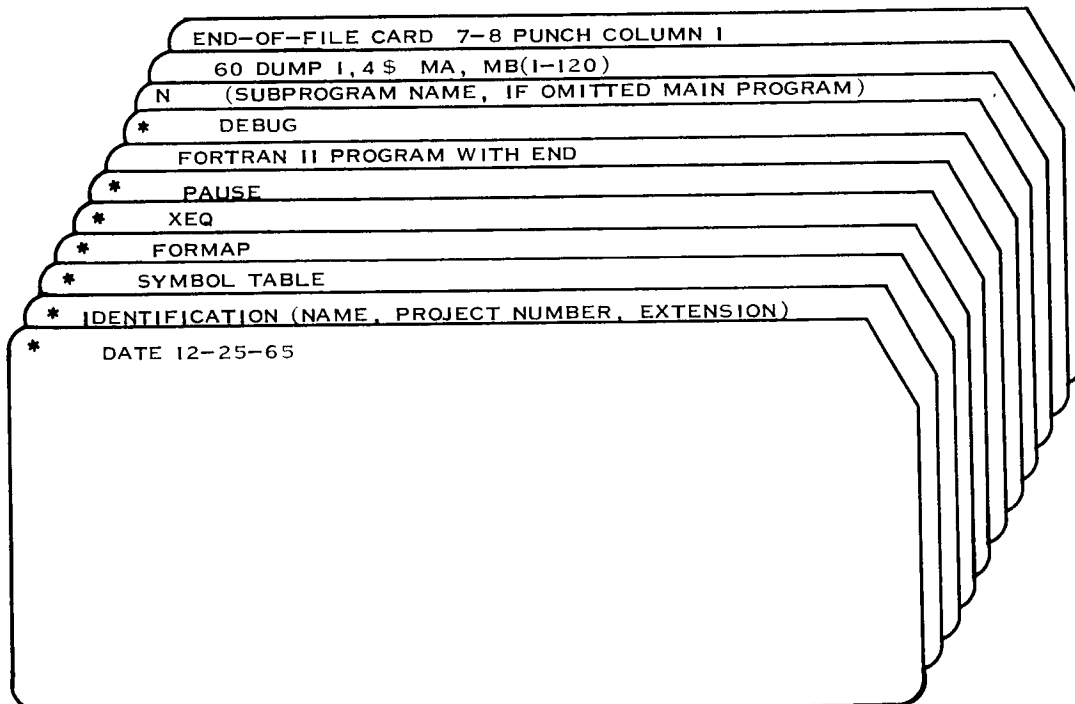 END-OF-FILE CARD 7-8 PUNCH COLUMN 1
60 DUMP 1, 4 $ MA, MB(1-120)
N (SUBPROGRAM NAME, IF OMITTED MAIN PROGRAM)
* DEBUG
FORTRAN II PROGRAM WITH END
* PAUSE
* XEQ
* FORMAP
* SYMBOL TABLE
* IDENTIFICATION (NAME, PROJECT NUMBER, EXTENSION)
* DATE 12-25-65